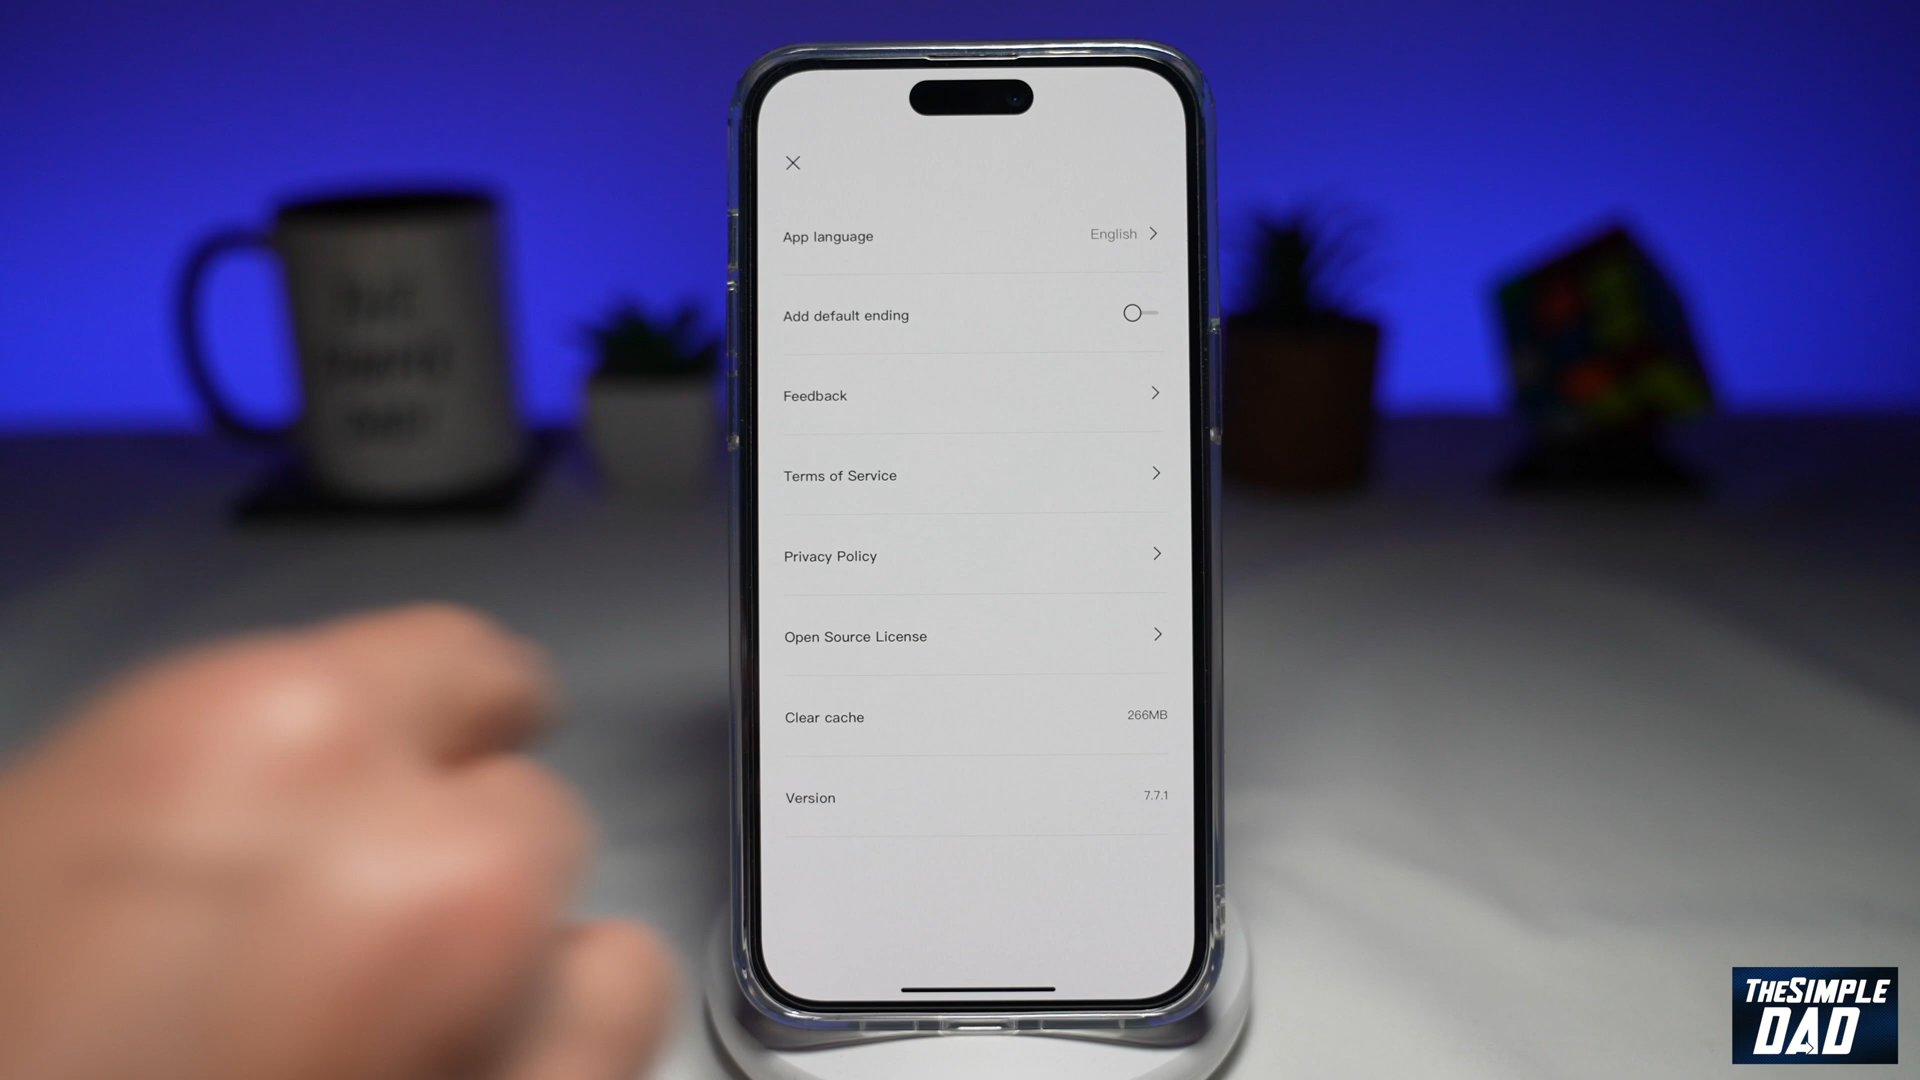 App language English
Add default ending
Feedback
Terms of Service
Privacy Policy
Open Source License
Clear cache 266MB
Version 7.7.1
THESIMPLE
DAD